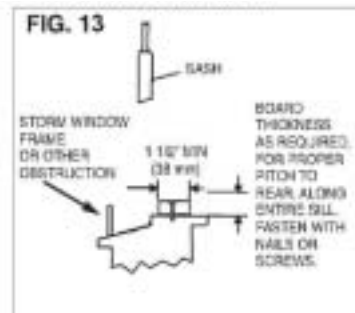 FIG. 13
SASH
STORM WINDOW
FRAME
OR OTHER
OBSTRUCTION
1 1/2" MIN
(38 mm)
BOARD
THICKNESS
AS REQUIRED,
FOR PROPER
PITCH TO
REAR, ALONG
ENTIRE SILL.
FASTEN WITH
NAILS OR
SCREWS.